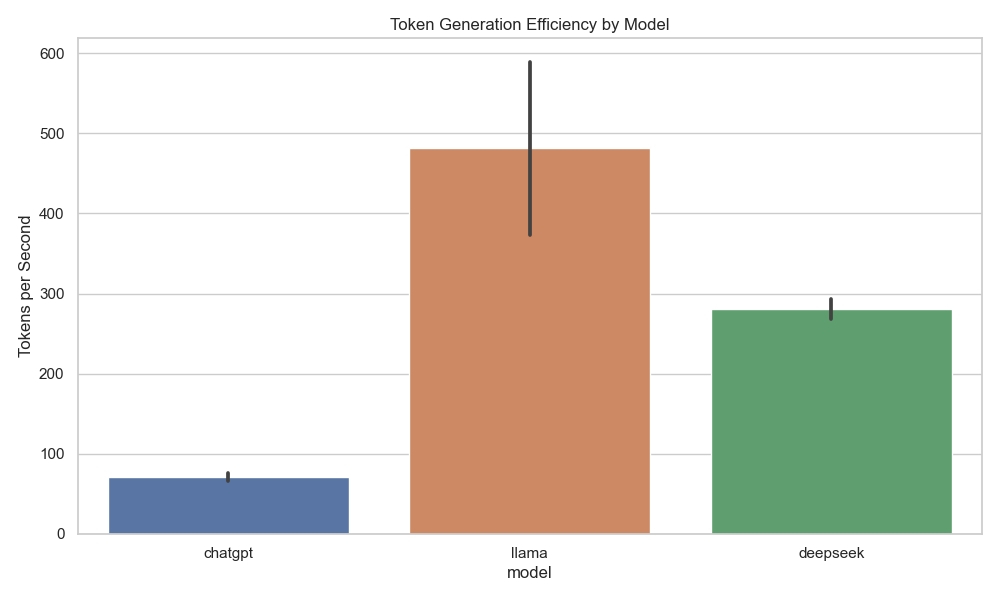 Token Generation Efficiency by Model
600
500
400
300
200
100
0
Tokens per Second
chatgpt
llama
deepseek
model